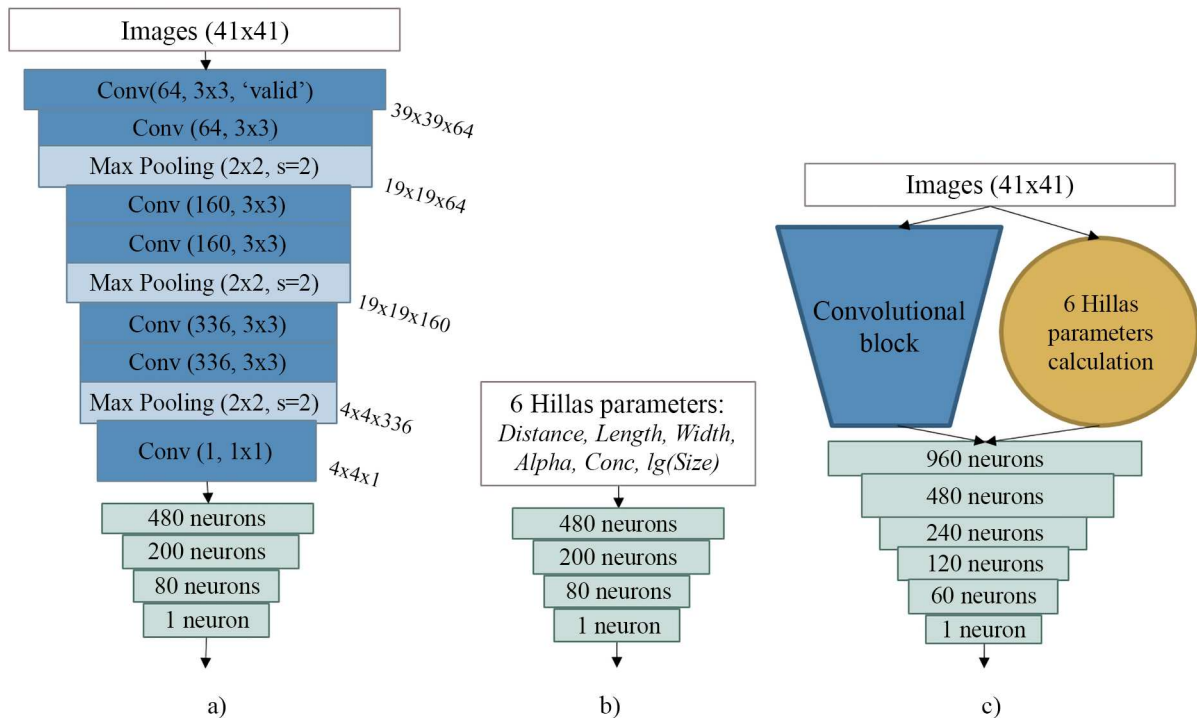 Images (41x41)
Conv(64, 3x3, ‘valid’)
39x39x64
Conv (64, 3x3)
Max Pooling (2x2, s=2)
19x19x64
Conv (160, 3x3)
Conv (160, 3x3)
Max Pooling (2x2, s=2)
19x19x160
Conv (336, 3x3)
Conv (336, 3x3)
Max Pooling (2x2, s=2)
4x4x336
Conv (1, 1x1)
4x4x1
480 neurons
200 neurons
80 neurons
1 neuron
a)
6 Hillas parameters:
Distance, Length, Width,
Alpha, Conc, lg(Size)
480 neurons
200 neurons
80 neurons
1 neuron
b)
Images (41x41)
Convolutional
block
6 Hillas
parameters
calculation
960 neurons
480 neurons
240 neurons
120 neurons
60 neurons
1 neuron
c)